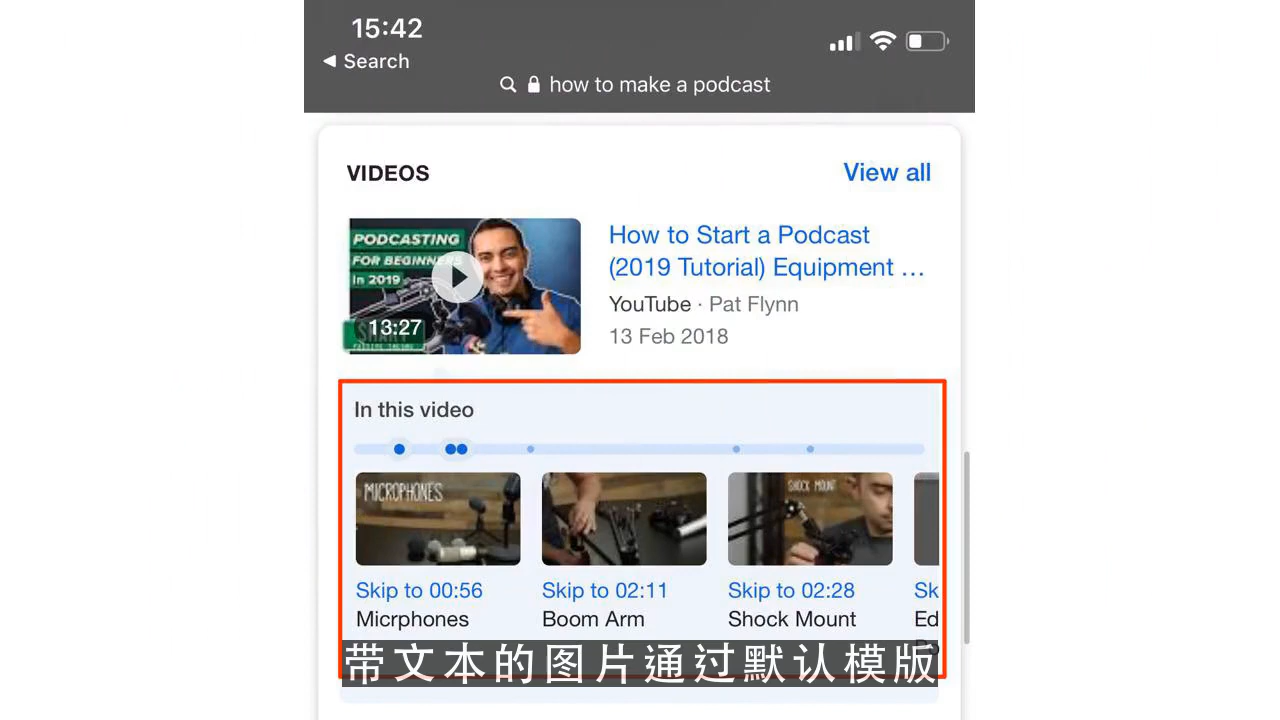 15:42
◀ Search
how to make a podcast
VIDEOS
View all
PODCASTING
FOR BEGINNERS
in 2019
13:27
How to Start a Podcast
(2019 Tutorial) Equipment …
YouTube · Pat Flynn
13 Feb 2018
In this video
MICROPHONES
SHOCK MOUNT
Skip to 00:56
Skip to 02:11
Skip to 02:28
Sk
Micrphones
Boom Arm
Shock Mount
Ed
带文本的图片通过默认模版